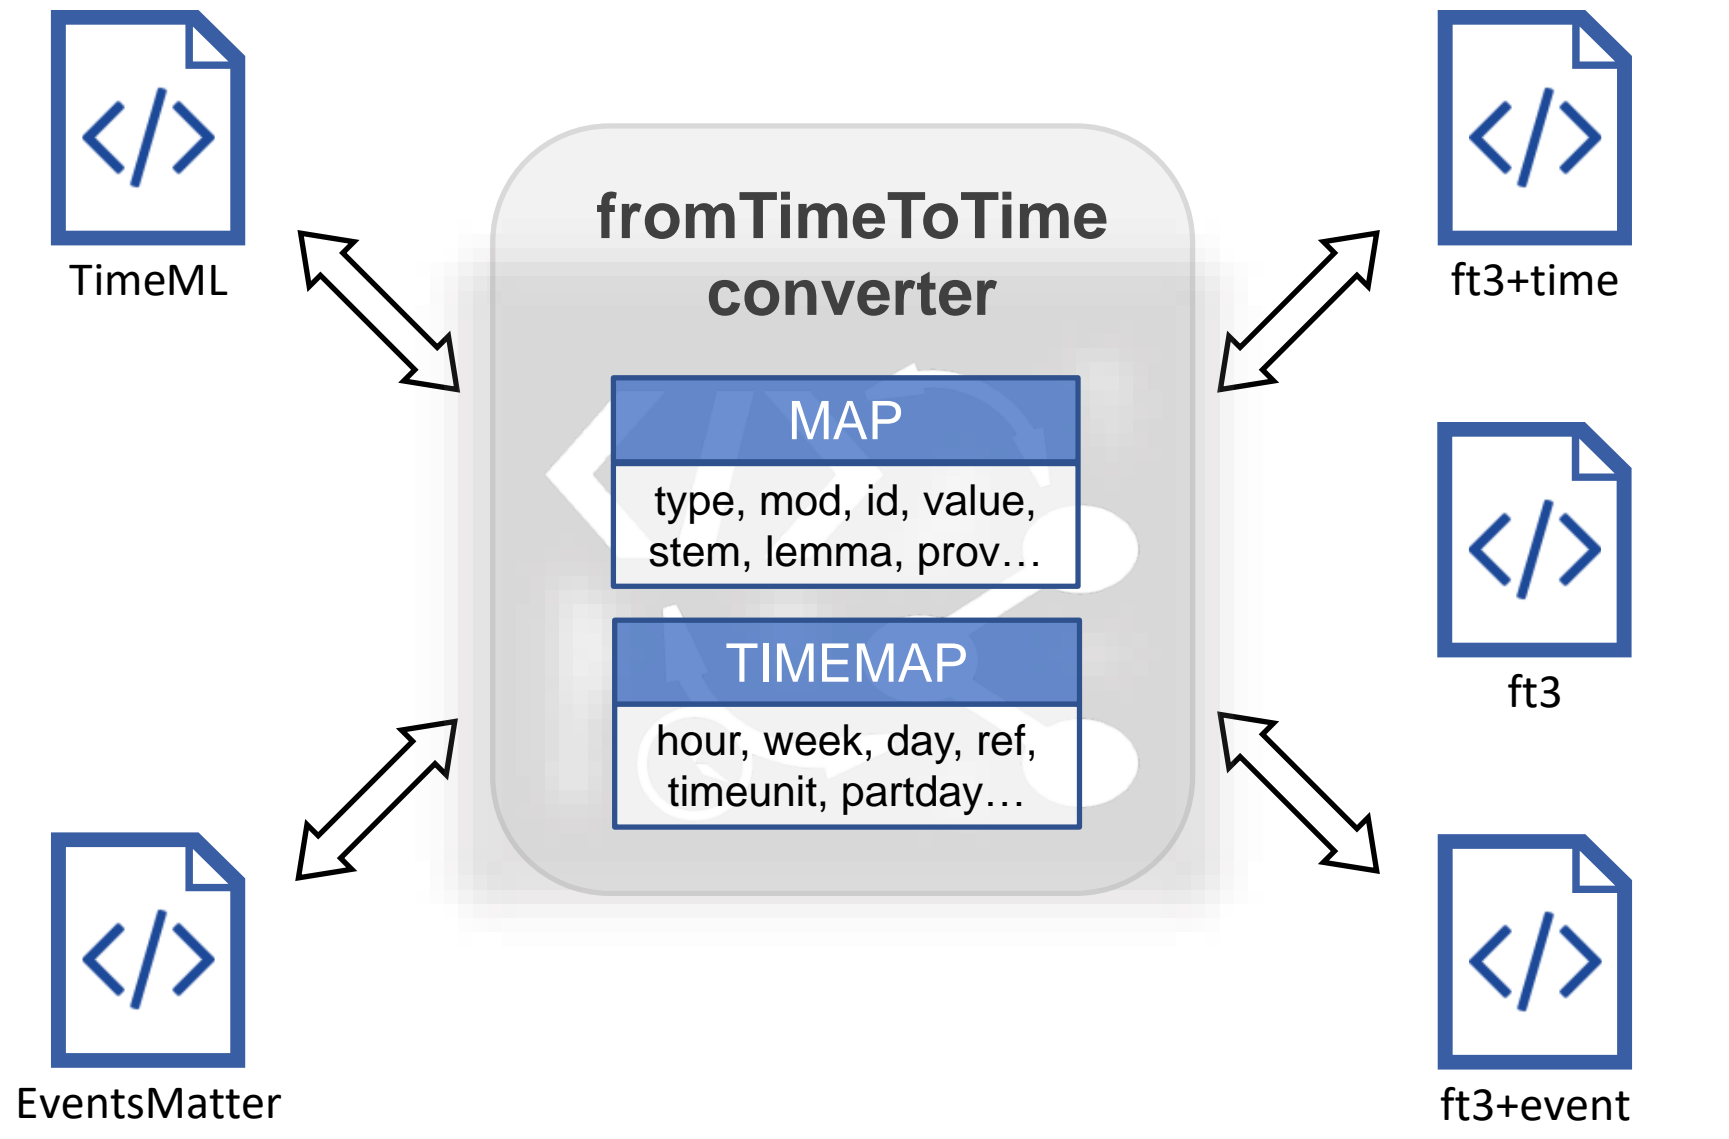 TimeML
EventsMatter
fromTimeToTime
converter
MAP
type, mod, id, value,
stem, lemma, prov…
TIMEMAP
hour, week, day, ref,
timeunit, partday…
ft3+time
ft3
ft3+event